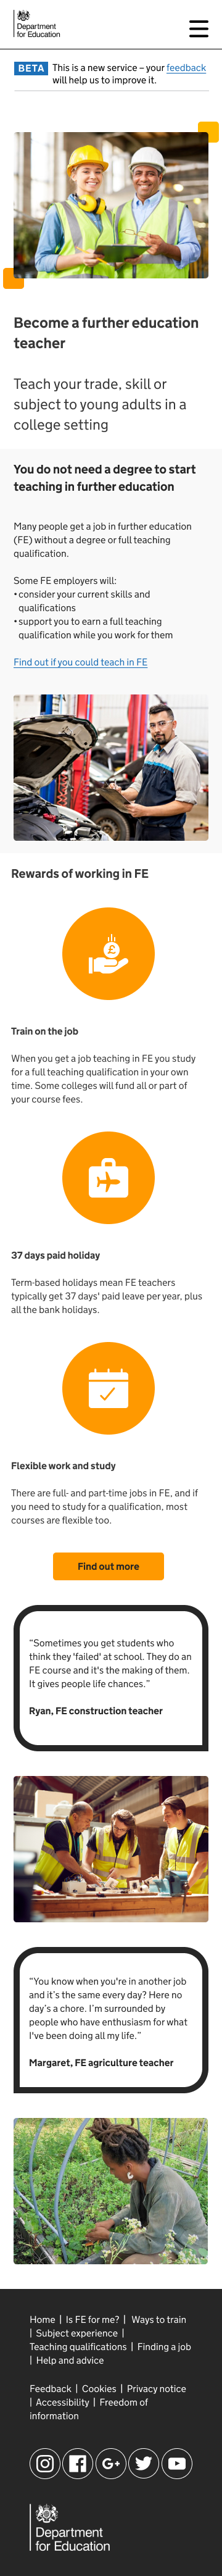 Department
for Education
BETA This is a new service – your feedback
will help us to improve it.
Become a further education
teacher
Teach your trade, skill or
subject to young adults in a
college setting
You do not need a degree to start
teaching in further education
Many people get a job in further education
(FE) without a degree or full teaching
qualification.
Some FE employers will:
• consider your current skills and
qualifications
• support you to earn a full teaching
qualification while you work for them
Find out if you could teach in FE
Rewards of working in FE
£
Train on the job
When you get a job teaching in FE you study
for a full teaching qualification in your own
time. Some colleges will fund all or part of
your course fees.
37 days paid holiday
Term-based holidays mean FE teachers
typically get 37 days' paid leave per year, plus
all the bank holidays.
Flexible work and study
There are full- and part-time jobs in FE, and if
you need to study for a qualification, most
courses are flexible too.
Find out more
“Sometimes you get students who
think they 'failed' at school. They do an
FE course and it's the making of them.
It gives people life chances.”
Ryan, FE construction teacher
“You know when you're in another job
and it’s the same every day? Here no
day’s a chore. I’m surrounded by
people who have enthusiasm for what
I've been doing all my life.”
Margaret, FE agriculture teacher
Home | Is FE for me? | Ways to train
| Subject experience |
Teaching qualifications | Finding a job
| Help and advice
Feedback | Cookies | Privacy notice
| Accessibility | Freedom of
information
G+
Department
for Education